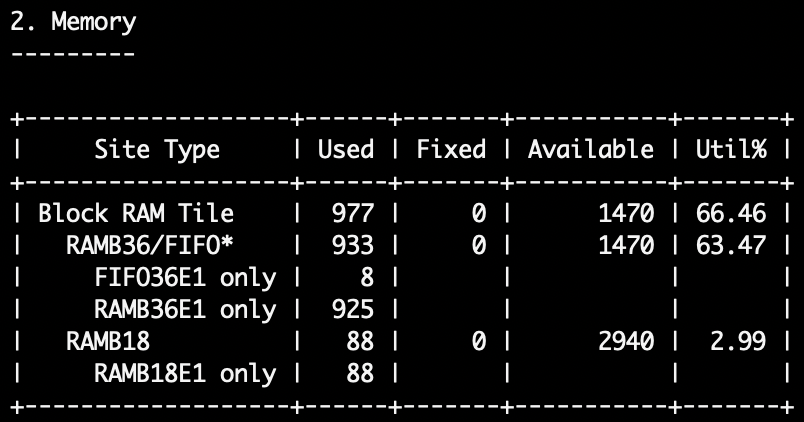 2. Memory
---------
+-------------------+------+-------+-----------+-------+
|     Site Type     | Used | Fixed | Available | Util% |
+-------------------+------+-------+-----------+-------+
| Block RAM Tile    |  977 |     0 |      1470 | 66.46 |
|   RAMB36/FIFO*    |  933 |     0 |      1470 | 63.47 |
|     FIFO36E1 only |    8 |       |           |       |
|     RAMB36E1 only |  925 |       |           |       |
|   RAMB18          |   88 |     0 |      2940 |  2.99 |
|     RAMB18E1 only |   88 |       |           |       |
+-------------------+------+-------+-----------+-------+